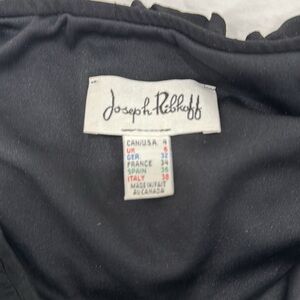 Joseph Ribkoff
CAN/U.S.A. 4
UK 6
GER. 32
FRANCE 34
SPAIN 36
ITALY 38
MADE IN/FAIT
AU CANADA